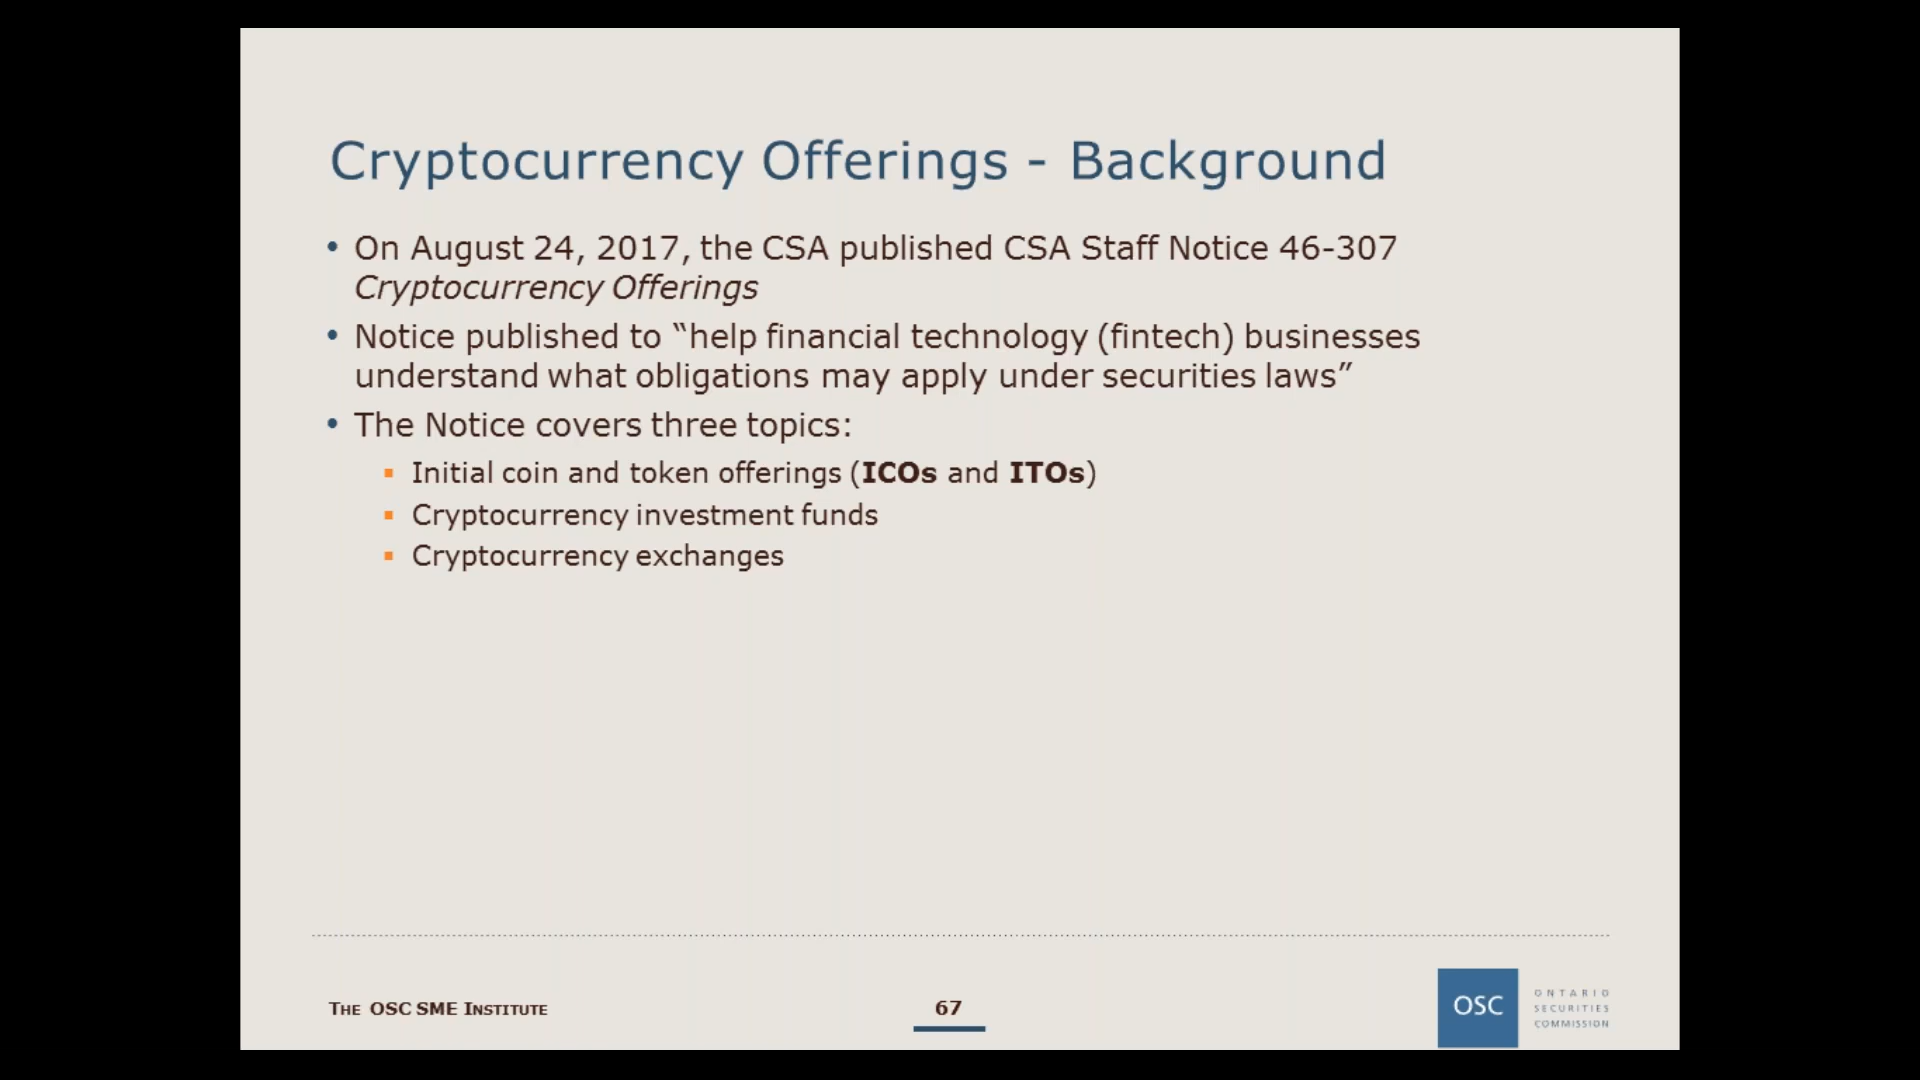 Cryptocurrency Offerings - Background
• On August 24, 2017, the CSA published CSA Staff Notice 46-307
Cryptocurrency Offerings
• Notice published to “help financial technology (fintech) businesses
understand what obligations may apply under securities laws”
• The Notice covers three topics:
▪ Initial coin and token offerings (ICOs and ITOs)
▪ Cryptocurrency investment funds
▪ Cryptocurrency exchanges
THE OSC SME INSTITUTE
67
OSC
ONTARIO
SECURITIES
COMMISSION